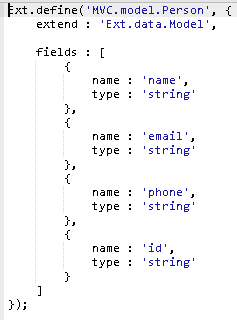 Ext.define('MVC.model.Person', {
    extend : 'Ext.data.Model',
    fields : [
        {
            name : 'name',
            type : 'string'
        },
        {
            name : 'email',
            type : 'string'
        },
        {
            name : 'phone',
            type : 'string'
        },
        {
            name : 'id',
            type : 'string'
        }
    ]
});